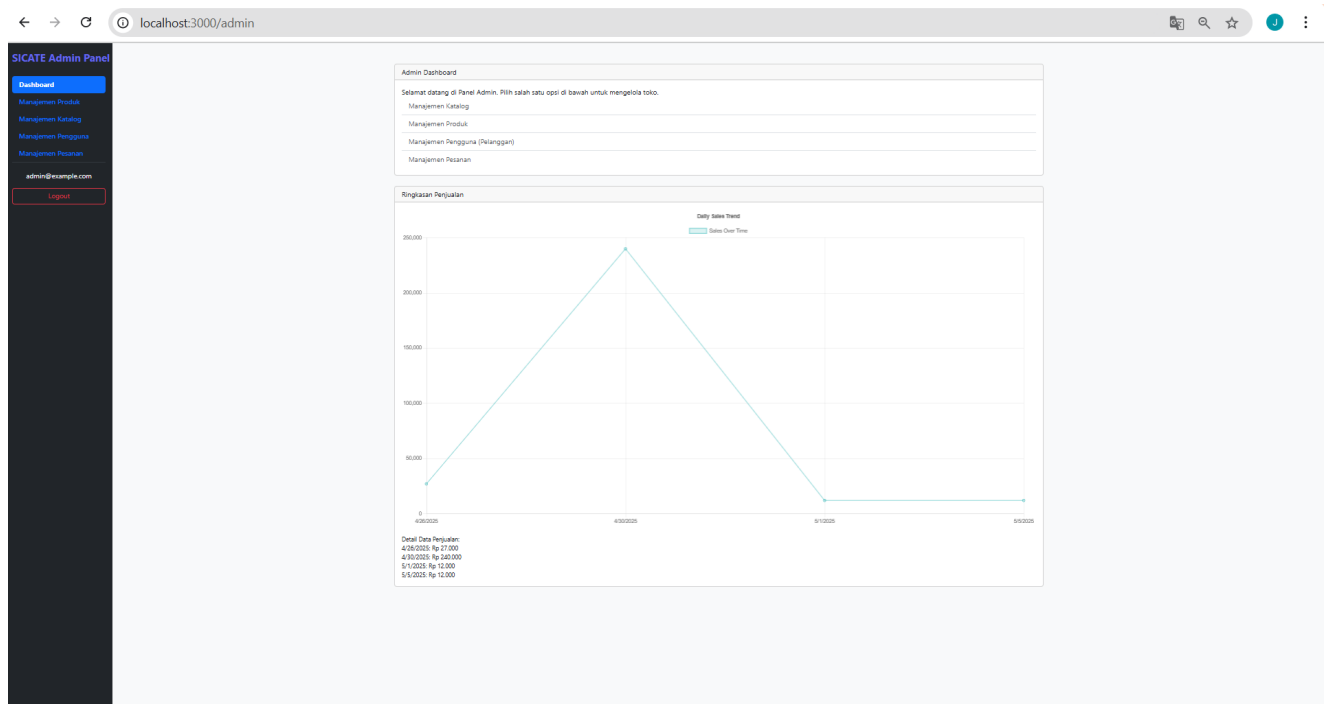 localhost:3000/admin
J
SICATE Admin Panel
Dashboard
Manajemen Produk
Manajemen Katalog
Manajemen Pengguna
Manajemen Pesanan
admin@example.com
Logout
Admin Dashboard
Selamat datang di Panel Admin. Pilih salah satu opsi di bawah untuk mengelola toko.
Manajemen Katalog
Manajemen Produk
Manajemen Pengguna (Pelanggan)
Manajemen Pesanan
Ringkasan Penjualan
Daily Sales Trend
Sales Over Time
250,000
200,000
150,000
100,000
50,000
0
4/26/2025
4/30/2025
5/1/2025
5/5/2025
Detail Data Penjualan:
4/26/2025: Rp 27.000
4/30/2025: Rp 240.000
5/1/2025: Rp 12.000
5/5/2025: Rp 12.000